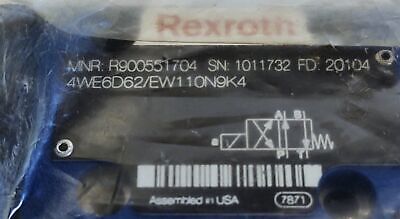 Rexroth
MNR: R900551704 SN: 1011732 FD: 20104
4WE6D62/EW110N9K4
A B
a
P T
Assembled in USA 7871